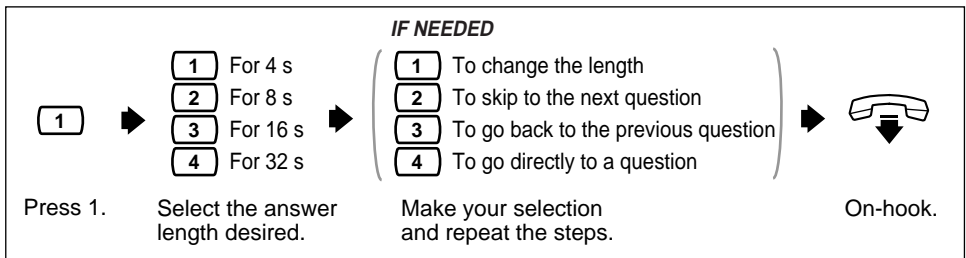 IF NEEDED
1 For 4 s
2 For 8 s
3 For 16 s
4 For 32 s
1 To change the length
2 To skip to the next question
3 To go back to the previous question
4 To go directly to a question
1
Press 1.
Select the answer
length desired.
Make your selection
and repeat the steps.
On-hook.